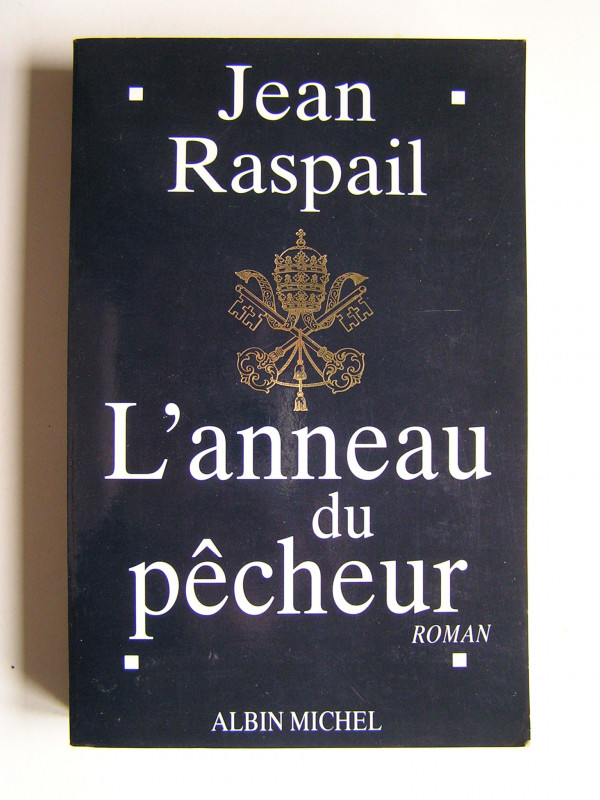 Jean
Raspail
L'anneau
du
pêcheur
ROMAN
ALBIN MICHEL